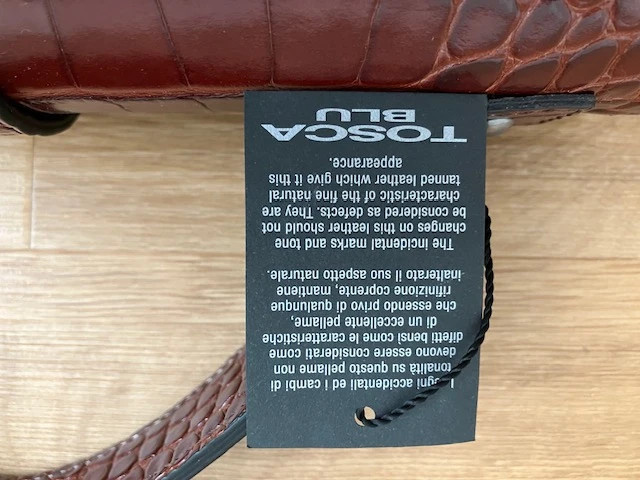 I segni accidentali ed i cambi di
tonalità su questo pellame non
devono essere considerati come
difetti bensì come le caratteristiche
di un eccellente pellame,
che essendo privo di qualunque
rifinizione coprente, mantiene
inalterato il suo aspetto naturale.
The incidental marks and tone
changes on this leather should not
be considered as defects. They are
characteristic of the fine natural
tanned leather which give it this
appearance.
TOSCA
BLU